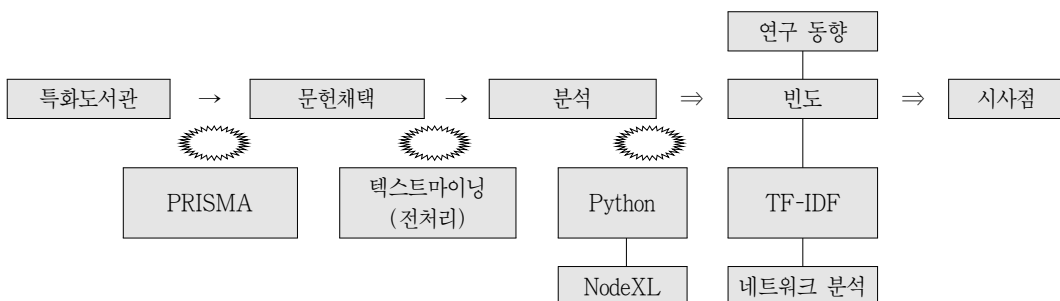 연구 동향
특화도서관 → 문헌채택 → 분석 ⇒ 빈도 ⇒ 시사점
PRISMA
텍스트마이닝
(전처리)
Python
TF-IDF
NodeXL
네트워크 분석